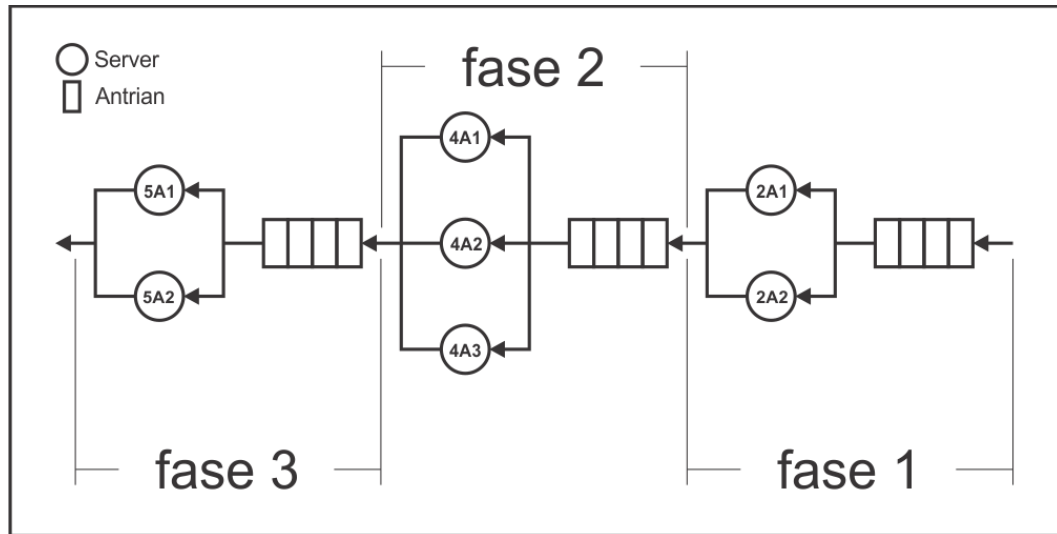 Server
Antrian
fase 2
4A1
5A1
2A1
4A2
5A2
2A2
4A3
fase 3
fase 1